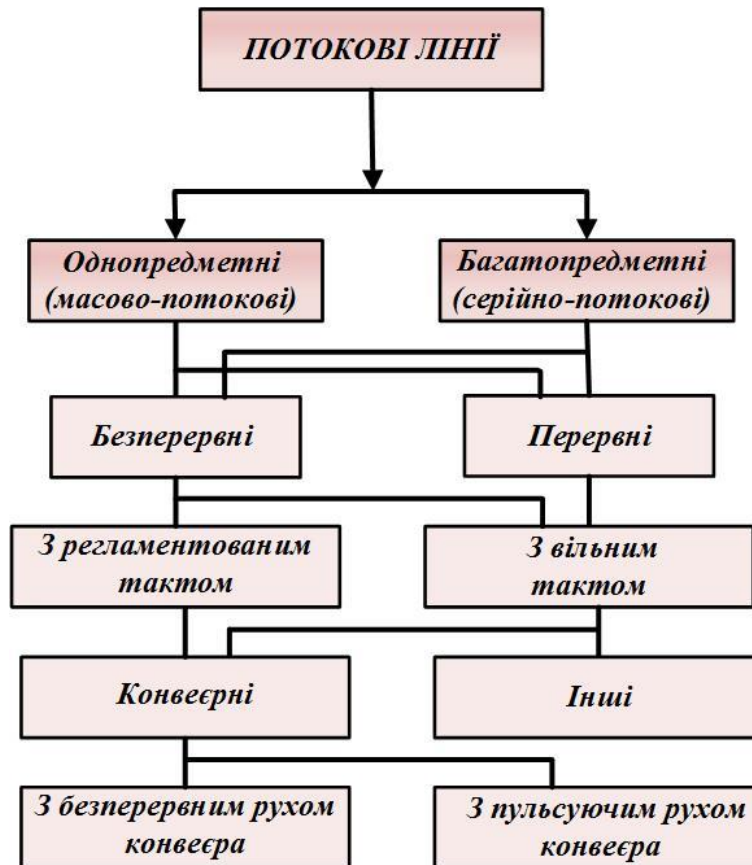 ПОТОКОВІ ЛІНІЇ
Однопредметні
(масово-потокові)
Багатопредметні
(серійно-потокові)
Безперервні
Перервні
З регламентованим
тактом
З вільним
тактом
Конвеєрні
Інші
З безперервним рухом
конвеєра
З пульсуючим рухом
конвеєра